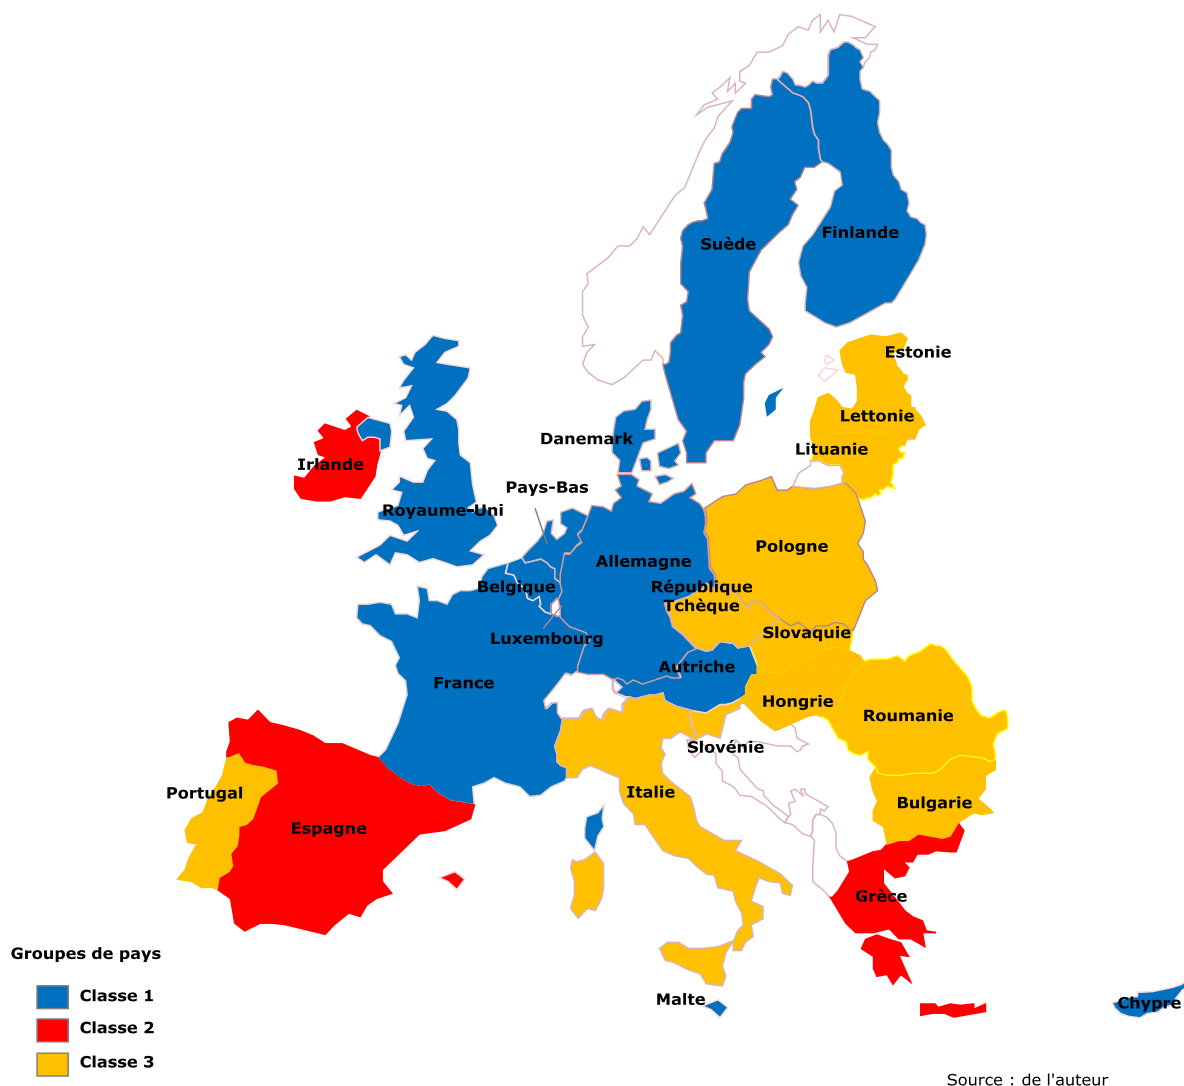 Suède
Finlande
Estonie
Lettonie
Lituanie
Danemark
Irlande
Pays-Bas
Royaume-Uni
Pologne
Allemagne
Belgique
République
Tchèque
Luxembourg
Slovaquie
Autriche
France
Hongrie
Roumanie
Slovénie
Portugal
Italie
Bulgarie
Espagne
Grèce
Groupes de pays
Classe 1
Classe 2
Classe 3
Malte
Chypre
Source : de l'auteur